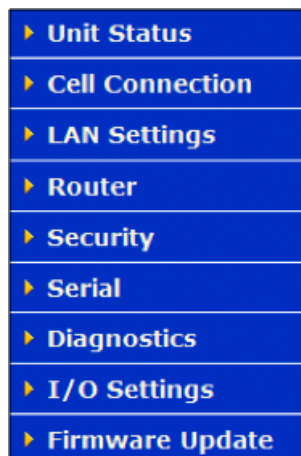 Unit Status
Cell Connection
LAN Settings
Router
Security
Serial
Diagnostics
I/O Settings
Firmware Update